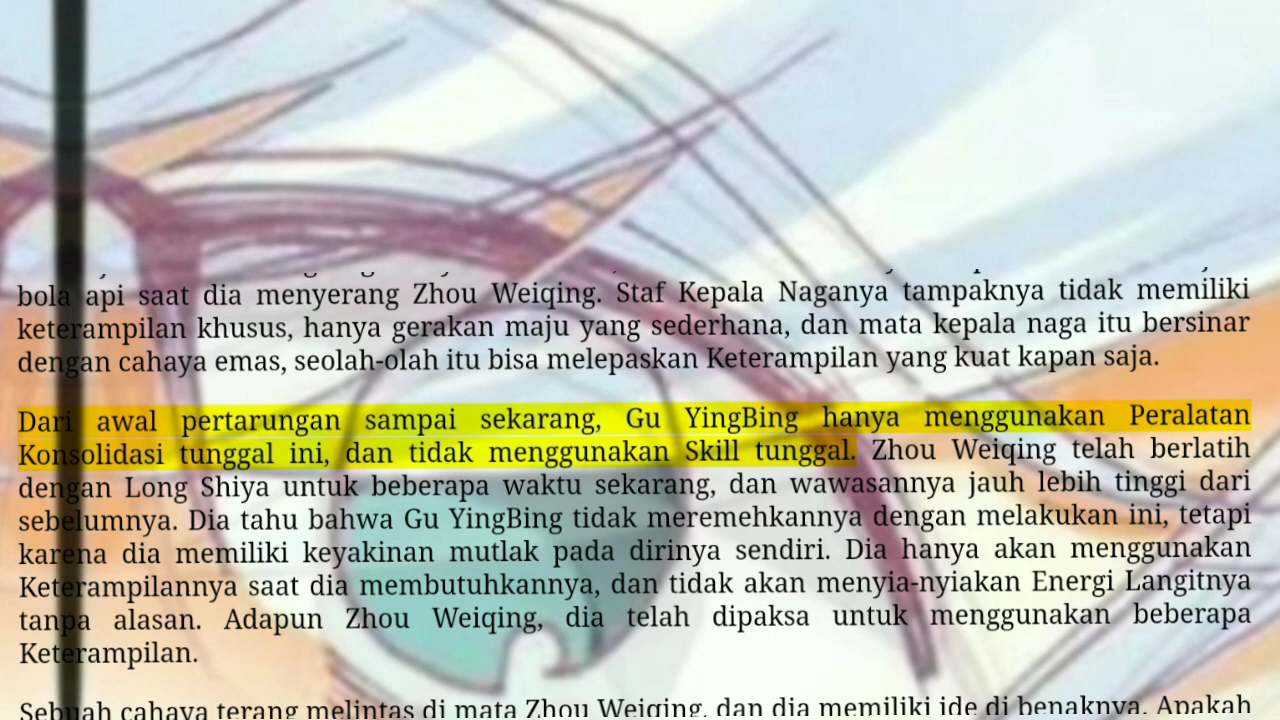 bola api saat dia menyerang Zhou Weiqing. Staf Kepala Naganya tampaknya tidak memiliki
keterampilan khusus, hanya gerakan maju yang sederhana, dan mata kepala naga itu bersinar
dengan cahaya emas, seolah-olah itu bisa melepaskan Keterampilan yang kuat kapan saja.
Dari awal pertarungan sampai sekarang, Gu YingBing hanya menggunakan Peralatan
Konsolidasi tunggal ini, dan tidak menggunakan Skill tunggal. Zhou Weiqing telah berlatih
dengan Long Shiya untuk beberapa waktu sekarang, dan wawasannya jauh lebih tinggi dari
sebelumnya. Dia tahu bahwa Gu YingBing tidak meremehkannya dengan melakukan ini, tetapi
karena dia memiliki keyakinan mutlak pada dirinya sendiri. Dia hanya akan menggunakan
Keterampilannya saat dia membutuhkannya, dan tidak akan menyia-nyiakan Energi Langitnya
tanpa alasan. Adapun Zhou Weiqing, dia telah dipaksa untuk menggunakan beberapa
Keterampilan.
Sebuah cahaya terang melintas di mata Zhou Weiqing, dan dia memiliki ide di benaknya. Apakah